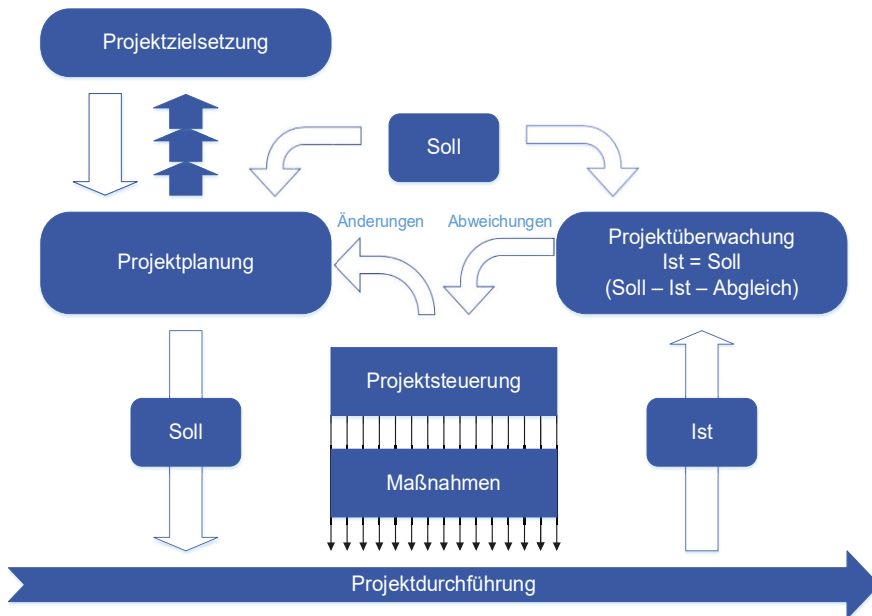 Projektzielsetzung
Soll
Änderungen
Abweichungen
Projektplanung
Projektüberwachung
Ist = Soll
(Soll – Ist – Abgleich)
Projektsteuerung
Soll
Ist
Maßnahmen
Projektdurchführung